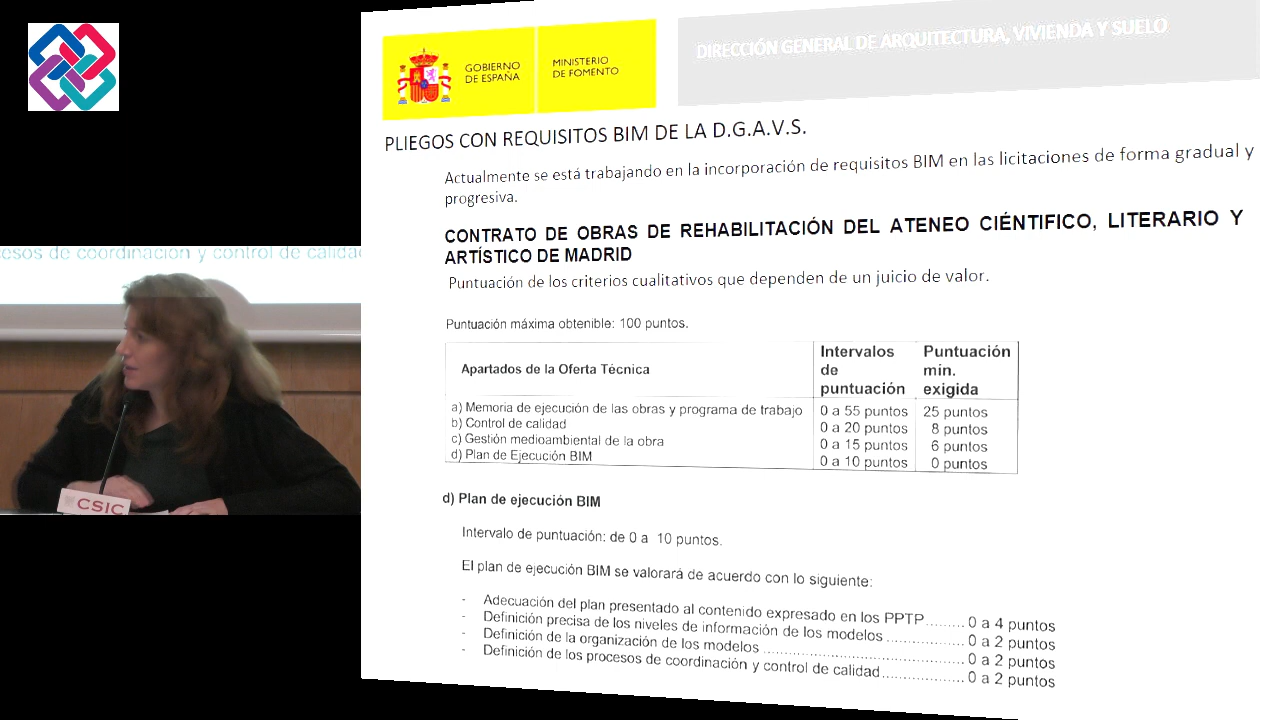 GOBIERNO
DE ESPAÑA
MINISTERIO
DE FOMENTO
DIRECCIÓN GENERAL DE ARQUITECTURA, VIVIENDA Y SUELO
PLIEGOS CON REQUISITOS BIM DE LA D.G.A.V.S.
Actualmente se está trabajando en la incorporación de requisitos BIM en las licitaciones de forma gradual y
progresiva.
CONTRATO DE OBRAS DE REHABILITACIÓN DEL ATENEO CIÉNTIFICO, LITERARIO Y
ARTÍSTICO DE MADRID
Puntuación de los criterios cualitativos que dependen de un juicio de valor.
Puntuación máxima obtenible: 100 puntos.
Apartados de la Oferta Técnica
Intervalos
de
puntuación
Puntuación
min.
exigida
a) Memoria de ejecución de las obras y programa de trabajo 0 a 55 puntos 25 puntos
b) Control de calidad 0 a 20 puntos 8 puntos
c) Gestión medioambiental de la obra 0 a 15 puntos 6 puntos
d) Plan de Ejecución BIM 0 a 10 puntos 0 puntos
d) Plan de ejecución BIM
Intervalo de puntuación: de 0 a 10 puntos.
El plan de ejecución BIM se valorará de acuerdo con lo siguiente:
- Adecuación del plan presentado al contenido expresado en los PPTP......... 0 a 4 puntos
- Definición precisa de los niveles de información de los modelos ................. 0 a 2 puntos
- Definición de la organización de los modelos ............................................. 0 a 2 puntos
- Definición de los procesos de coordinación y control de calidad.................. 0 a 2 puntos
cesos de coordinación y control de calidad
CSIC